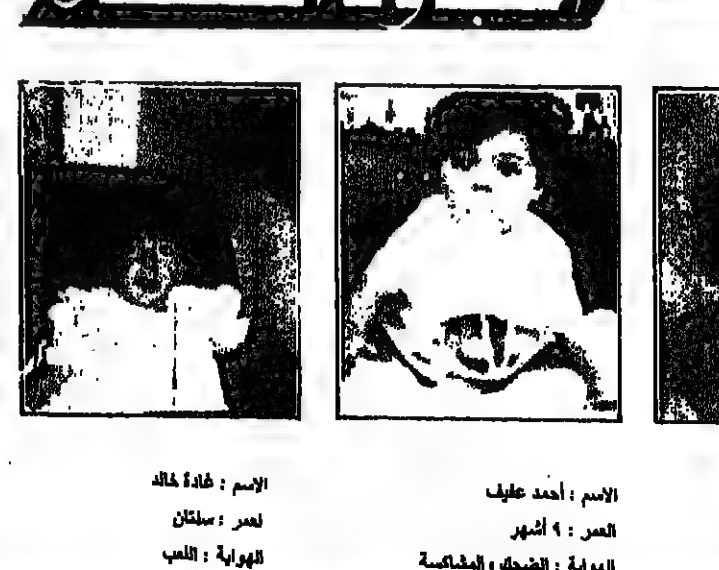 الاسم : أحمد عفيف
العمر : ٩ أشهر
الهواية : الضحك والمشاكسة
الاسم : غادة خالد
لعمر : سنتان
الهواية : اللعب